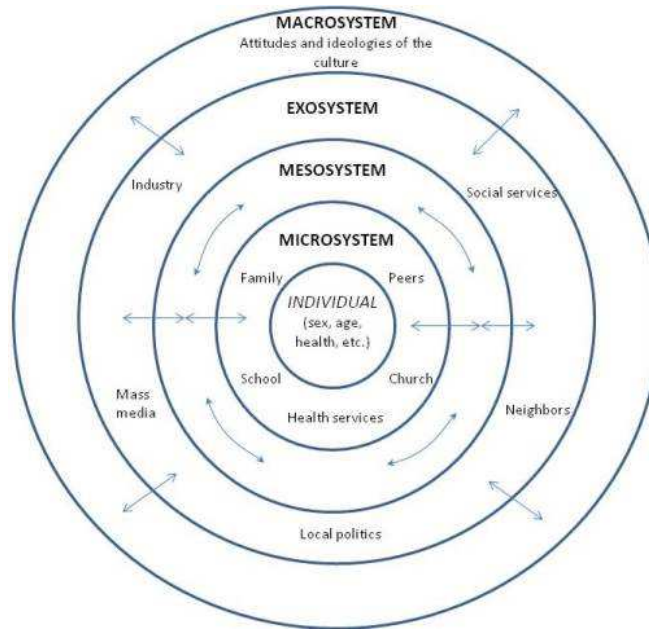 MACROSYSTEM
Attitudes and ideologies of the
culture
EXOSYSTEM
MESOSYSTEM
Industry
Social services
MICROSYSTEM
Family
Peers
INDIVIDUAL
(sex, age,
health, etc.)
School
Church
Mass
media
Health services
Neighbors
Local politics